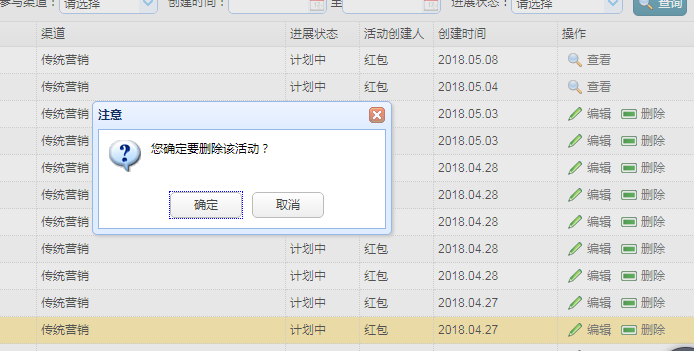 参与渠道： 请选择 创建时间： 至 进展状态： 请选择 查询
渠道 进展状态 活动创建人 创建时间 操作
传统营销 计划中 红包 2018.05.08 查看
传统营销 计划中 红包 2018.05.04 查看
传统营销 2018.05.03 编辑 删除
注意
传统营销 2018.05.03 编辑 删除
您确定要删除该活动？
传统营销 2018.04.28 编辑 删除
传统营销 2018.04.28 编辑 删除
确定 取消
传统营销 2018.04.28 编辑 删除
传统营销 计划中 红包 2018.04.28 编辑 删除
传统营销 计划中 红包 2018.04.28 编辑 删除
传统营销 计划中 红包 2018.04.27 编辑 删除
传统营销 计划中 红包 2018.04.27 编辑 删除